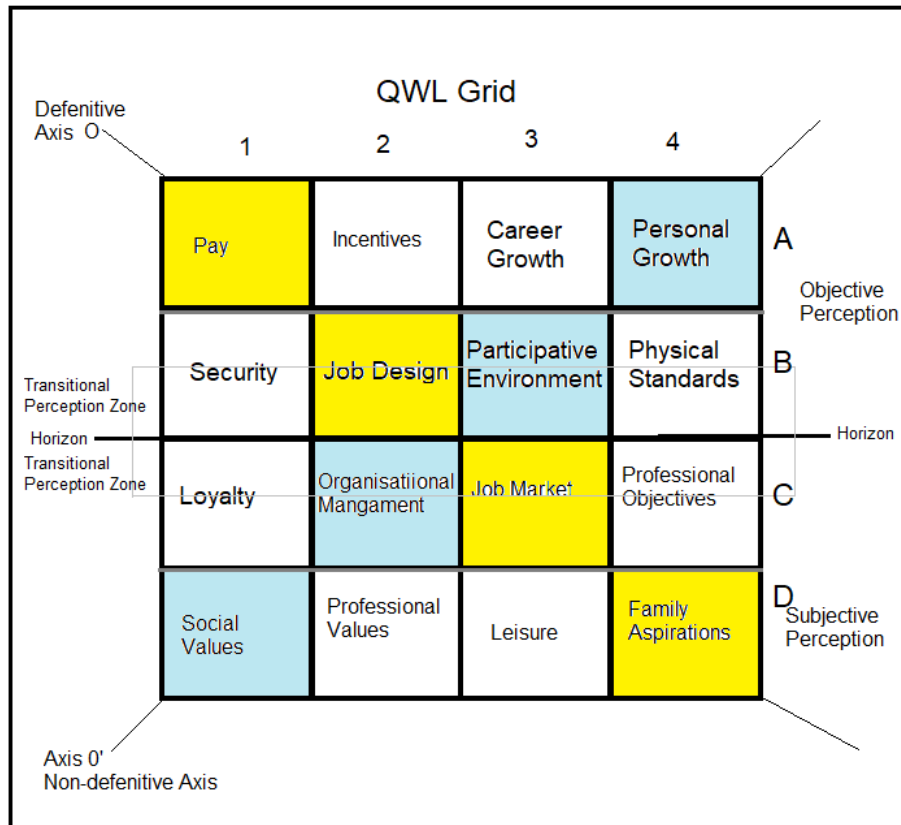 QWL Grid
Defenitive
Axis O
1
2
3
4
Pay
Incentives
Career
Growth
Personal
Growth
A
Objective
Perception
Security
Job Design
Participative
Environment
Physical
Standards
B
Transitional
Perception Zone
Horizon
Horizon
Transitional
Perception Zone
Loyalty
Organisatiional
Mangament
Job Market
Professional
Objectives
C
Social
Values
Professional
Values
Leisure
Family
Aspirations
D
Subjective
Perception
Axis 0'
Non-defenitive Axis